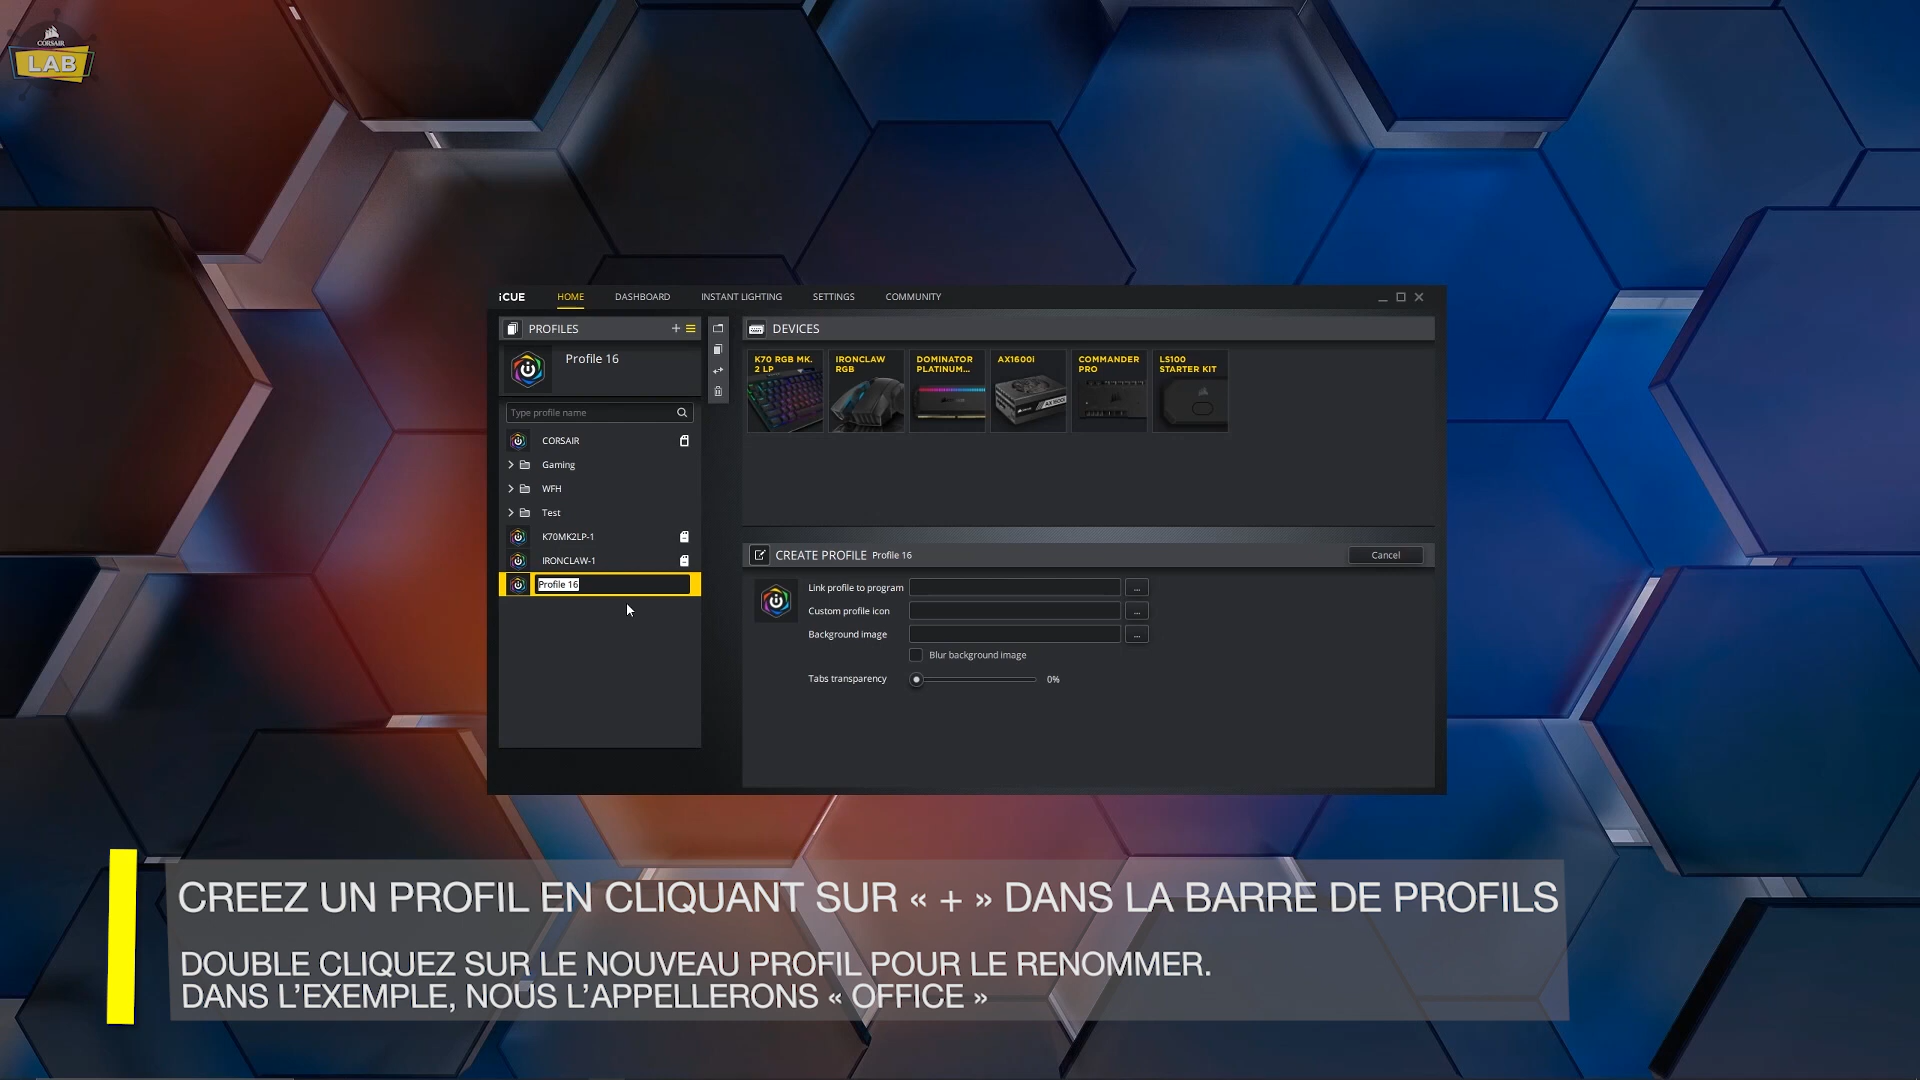 CORSAIR
LAB
iCUE HOME DASHBOARD INSTANT LIGHTING SETTINGS COMMUNITY
PROFILES
Profile 16
Type profile name
CORSAIR
Gaming
WFH
Test
K70MK2LP-1
IRONCLAW-1
Profile 16
DEVICES
K70 RGB MK.
2 LP
IRONCLAW
RGB
DOMINATOR
PLATINUM...
AX1600i
COMMANDER
PRO
LS100
STARTER KIT
CREATE PROFILE Profile 16
Cancel
Link profile to program ...
Custom profile icon ...
Background image ...
Blur background image
Tabs transparency 0%
CREEZ UN PROFIL EN CLIQUANT SUR « + » DANS LA BARRE DE PROFILS
DOUBLE CLIQUEZ SUR LE NOUVEAU PROFIL POUR LE RENOMMER.
DANS L'EXEMPLE, NOUS L'APPELLERONS « OFFICE »